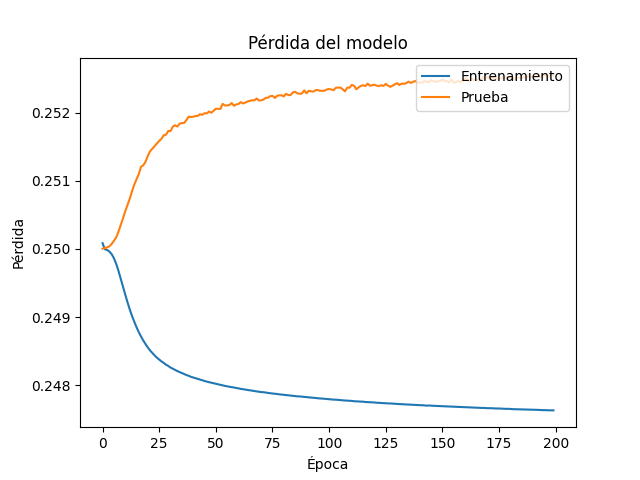 Pérdida del modelo
Pérdida
0.252
0.251
0.250
0.249
0.248
Entrenamiento
Prueba
0 25 50 75 100 125 150 175 200
Época